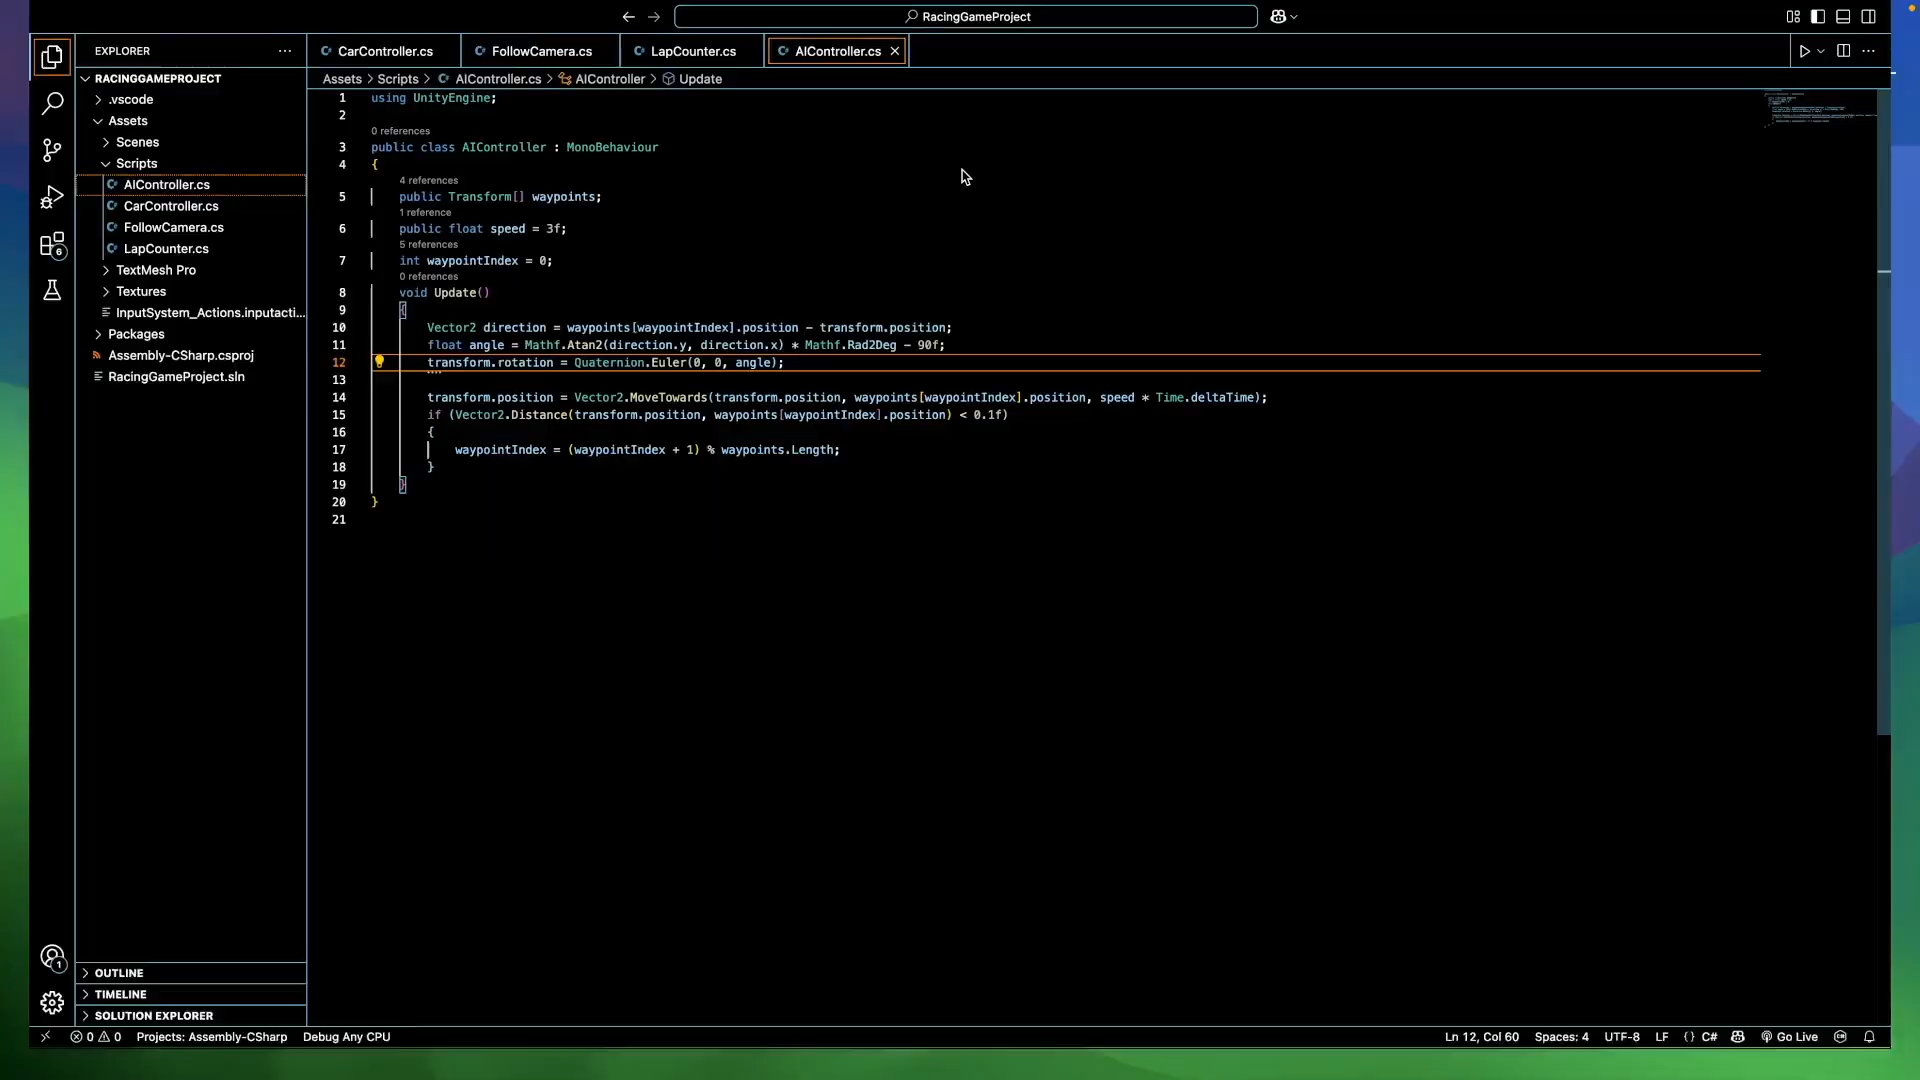 RacingGameProject
EXPLORER
CarController.cs
FollowCamera.cs
LapCounter.cs
AIController.cs
RACINGGAMEPROJECT
.vscode
Assets
Scenes
Scripts
AIController.cs
CarController.cs
FollowCamera.cs
LapCounter.cs
TextMesh Pro
Textures
InputSystem_Actions.inputacti...
Packages
Assembly-CSharp.csproj
RacingGameProject.sln
6
1
OUTLINE
TIMELINE
SOLUTION EXPLORER
Assets > Scripts > AIController.cs > AIController > Update
1 using UnityEngine;
2
0 references
3 public class AIController : MonoBehaviour
4 {
4 references
5 public Transform[] waypoints;
1 reference
6 public float speed = 3f;
5 references
7 int waypointIndex = 0;
0 references
8 void Update()
9 {
10 Vector2 direction = waypoints[waypointIndex].position - transform.position;
11 float angle = Mathf.Atan2(direction.y, direction.x) * Mathf.Rad2Deg - 90f;
12 transform.rotation = Quaternion.Euler(0, 0, angle);
13
14 transform.position = Vector2.MoveTowards(transform.position, waypoints[waypointIndex].position, speed * Time.deltaTime);
15 if (Vector2.Distance(transform.position, waypoints[waypointIndex].position) < 0.1f)
16 {
17 waypointIndex = (waypointIndex + 1) % waypoints.Length;
18 }
19 }
20 }
21
0 0 Projects: Assembly-CSharp Debug Any CPU Ln 12, Col 60 Spaces: 4 UTF-8 LF {} C# Go Live